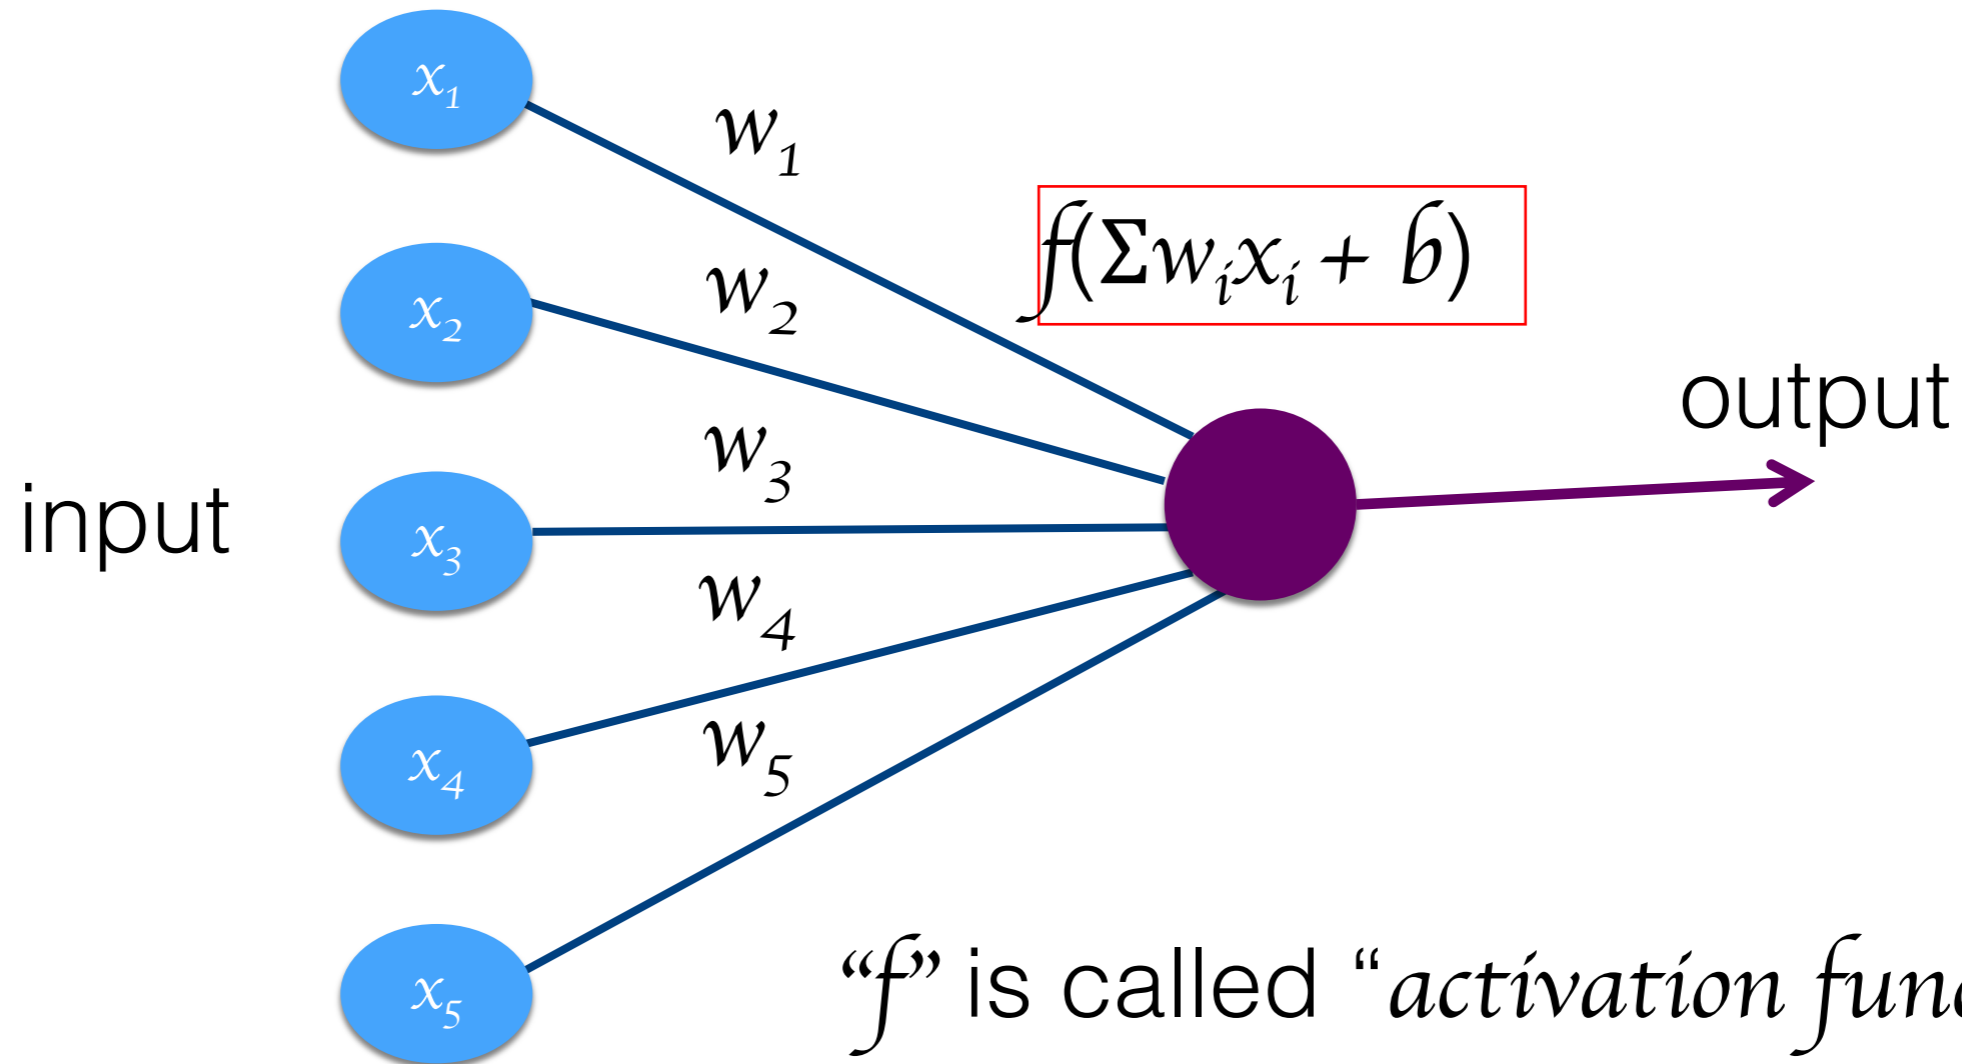 x₁
w₁
f(Σwᵢxᵢ + b)
x₂
w₂
output
w₃
input
x₃
w₄
x₄
w₅
x₅
“f” is called “activation